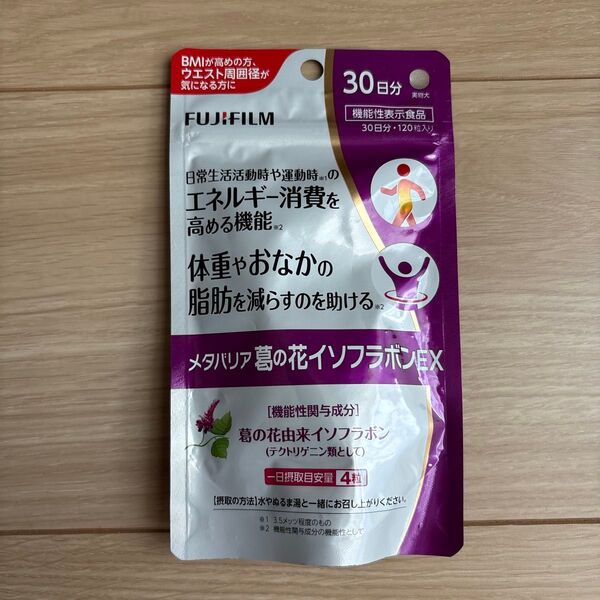 BMIが高めの方、
ウエスト周囲径が
気になる方に
30日分
実物大
FUJIFILM
機能性表示食品
30日分・120粒入り
日常生活活動時や運動時※1の
エネルギー消費を
高める機能※2
体重やおなかの
脂肪を減らすのを助ける※2
メタバリア 葛の花イソフラボンEX
［機能性関与成分］
葛の花由来イソフラボン
(テクトリゲニン類として)
一日摂取目安量 4粒
【摂取の方法】水やぬるま湯と一緒にお召し上がりください。
※1 3.5メッツ程度のもの
※2 機能性関与成分の機能性として